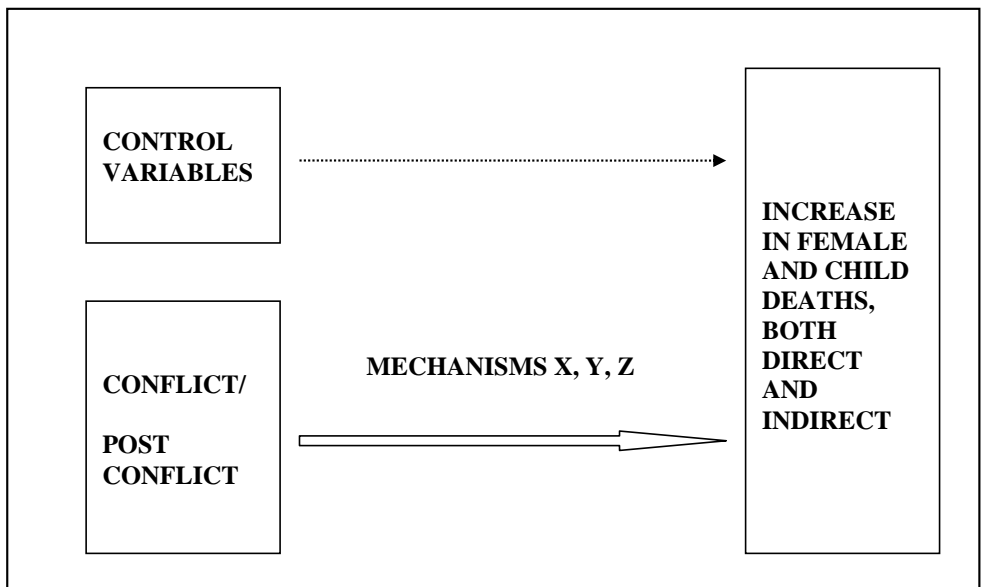 CONTROL
VARIABLES
CONFLICT/
POST
CONFLICT
MECHANISMS X, Y, Z
INCREASE
IN FEMALE
AND CHILD
DEATHS,
BOTH
DIRECT
AND
INDIRECT